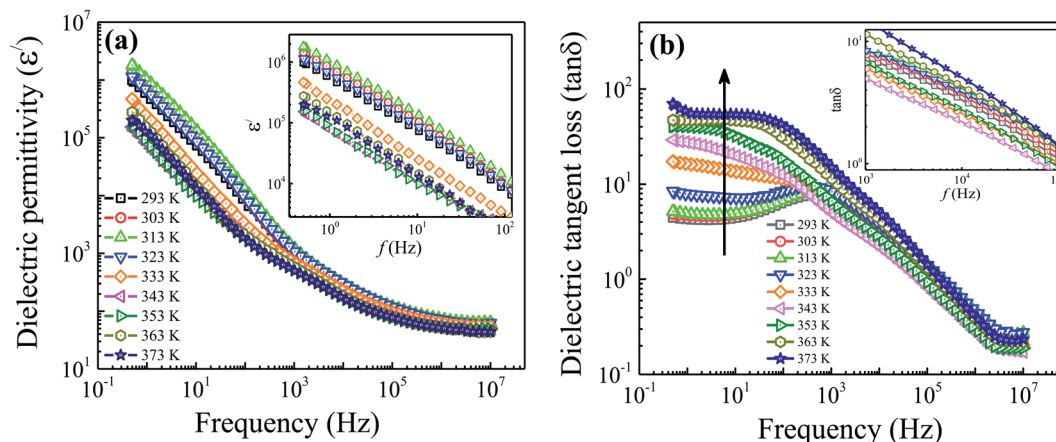 (a)
Dielectric permittivity (ε/)
10^7
10^5
10^3
10^1
10^-1 10^1 10^3 10^5 10^7
Frequency (Hz)
293 K
303 K
313 K
323 K
333 K
343 K
353 K
363 K
373 K
ε/
10^6
10^5
10^4
10^0 10^1 10^2
f (Hz)
(b)
Dielectric tangent loss (tanδ)
10^2
10^1
10^0
10^-1
10^-1 10^1 10^3 10^5 10^7
Frequency (Hz)
293 K
303 K
313 K
323 K
333 K
343 K
353 K
363 K
373 K
tanδ
10^1
10^0
10^3 10^4
f (Hz)